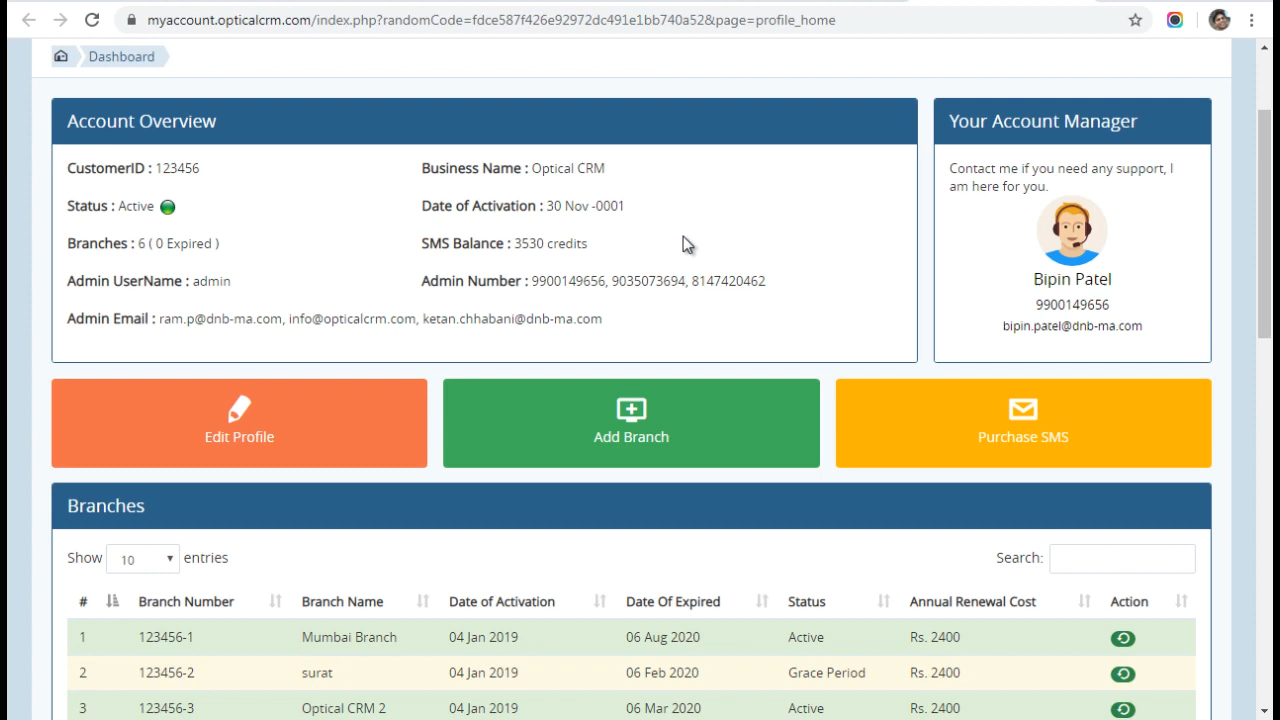 myaccount.opticalcrm.com/index.php?randomCode=fdce587f426e92972dc491e1bb740a52&page=profile_home
Dashboard
Account Overview
CustomerID : 123456
Business Name : Optical CRM
Status : Active
Date of Activation : 30 Nov -0001
Branches : 6 ( 0 Expired )
SMS Balance : 3530 credits
Admin UserName : admin
Admin Number : 9900149656, 9035073694, 8147420462
Admin Email : ram.p@dnb-ma.com, info@opticalcrm.com, ketan.chhabani@dnb-ma.com
Your Account Manager
Contact me if you need any support, I
am here for you.
Bipin Patel
9900149656
bipin.patel@dnb-ma.com
Edit Profile
Add Branch
Purchase SMS
Branches
Show 10 entries
Search:
# Branch Number Branch Name Date of Activation Date Of Expired Status Annual Renewal Cost Action
1 123456-1 Mumbai Branch 04 Jan 2019 06 Aug 2020 Active Rs. 2400
2 123456-2 surat 04 Jan 2019 06 Feb 2020 Grace Period Rs. 2400
3 123456-3 Optical CRM 2 04 Jan 2019 06 Mar 2020 Active Rs. 2400